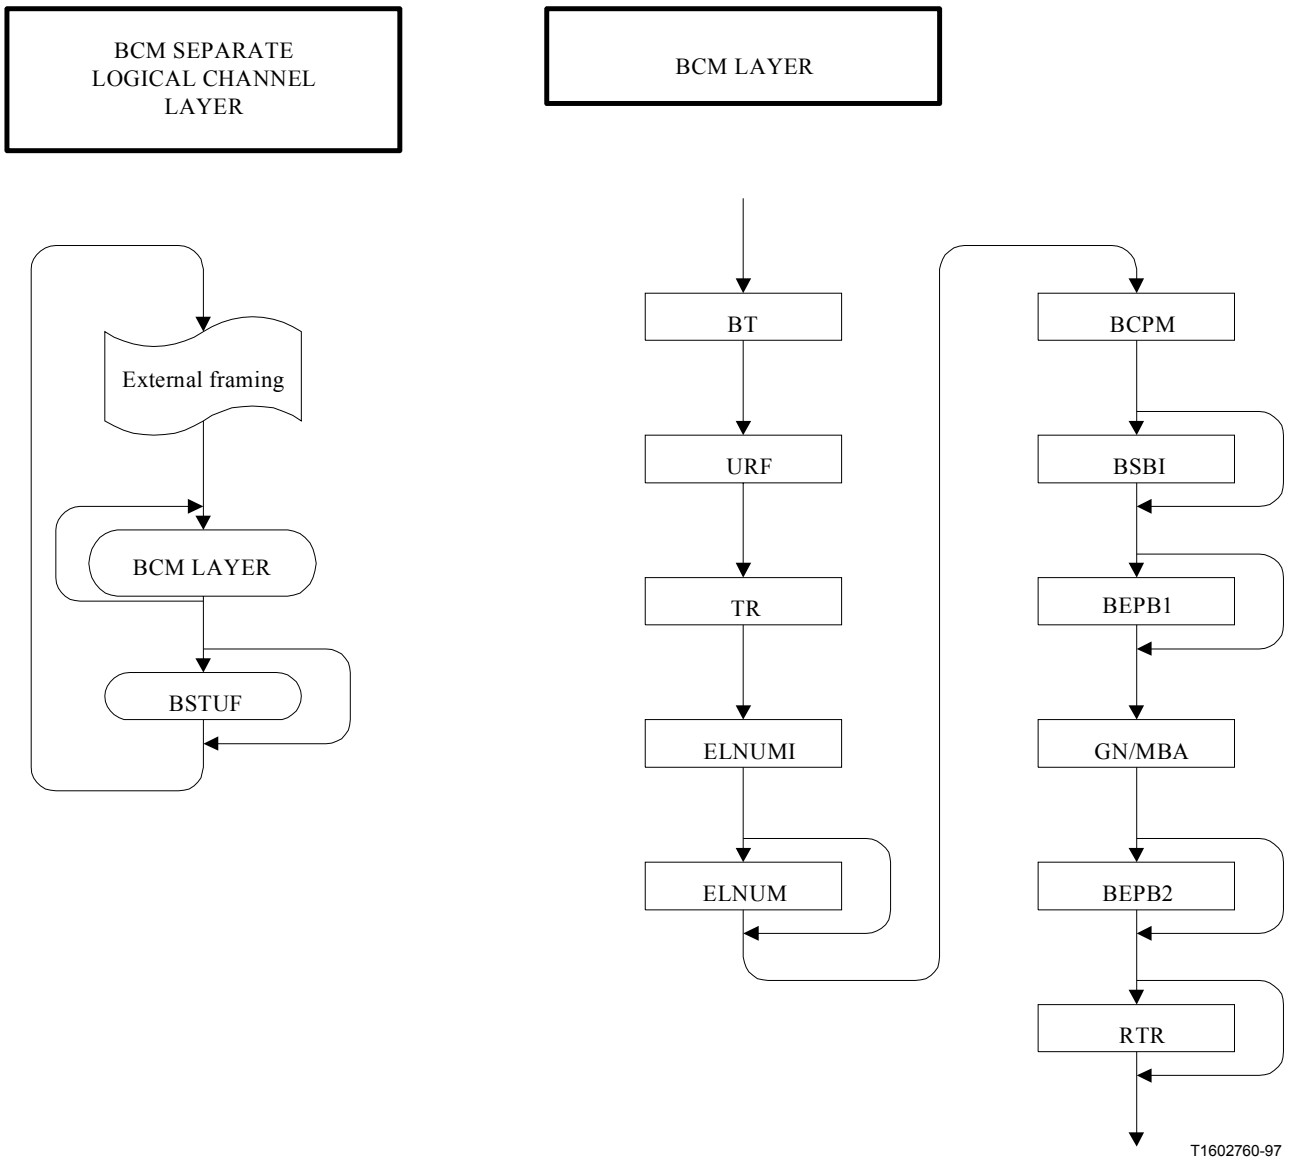 BCM SEPARATE
LOGICAL CHANNEL
LAYER
BCM LAYER
External framing
BCM LAYER
BSTUF
BT
URF
TR
ELNUMI
ELNUM
BCPM
BSBI
BEPB1
GN/MBA
BEPB2
RTR
T1602760-97